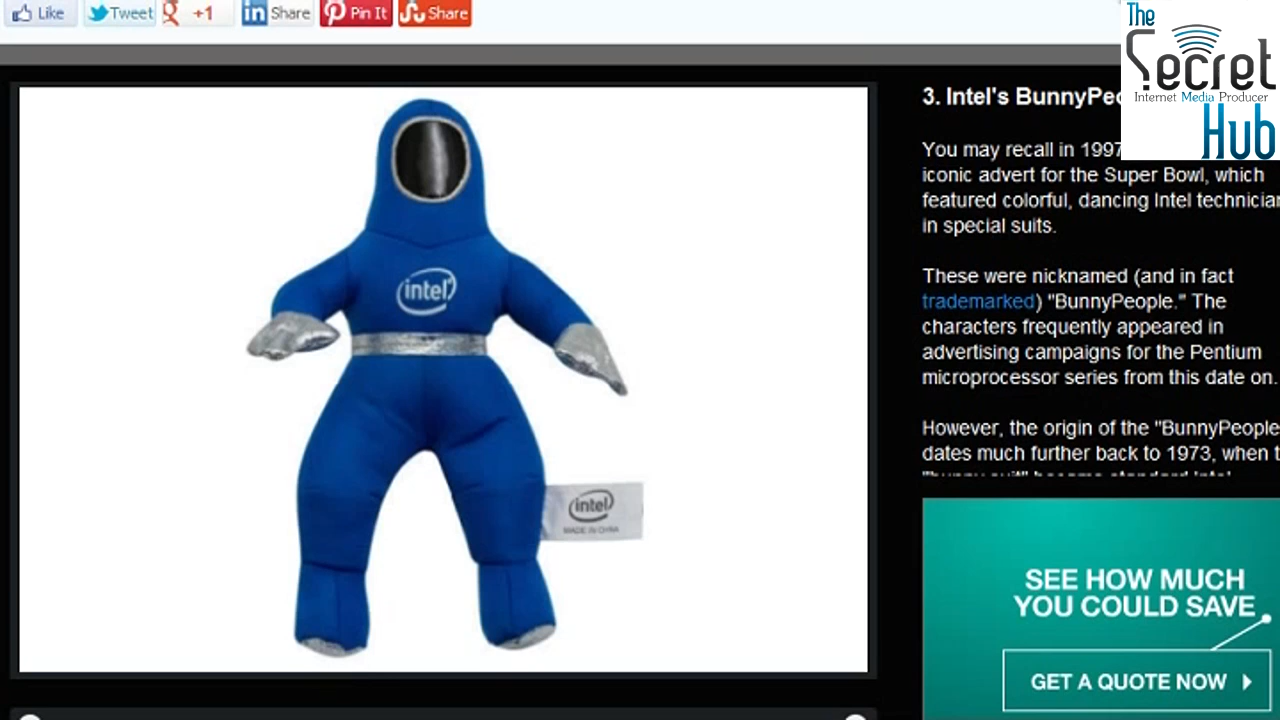 Like
Tweet
+1
Share
Pin It
Share
The
Secret
Internet Media Producer
Hub
3. Intel's BunnyPeo
You may recall in 1997
iconic advert for the Super Bowl, which
featured colorful, dancing Intel technician
in special suits.
These were nicknamed (and in fact
trademarked) "BunnyPeople." The
characters frequently appeared in
advertising campaigns for the Pentium
microprocessor series from this date on.
However, the origin of the "BunnyPeople
dates much further back to 1973, when t
intel
intel
MADE IN CHINA
SEE HOW MUCH
YOU COULD SAVE
GET A QUOTE NOW